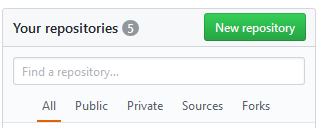 Your repositories 5 New repository
Find a repository...
All Public Private Sources Forks